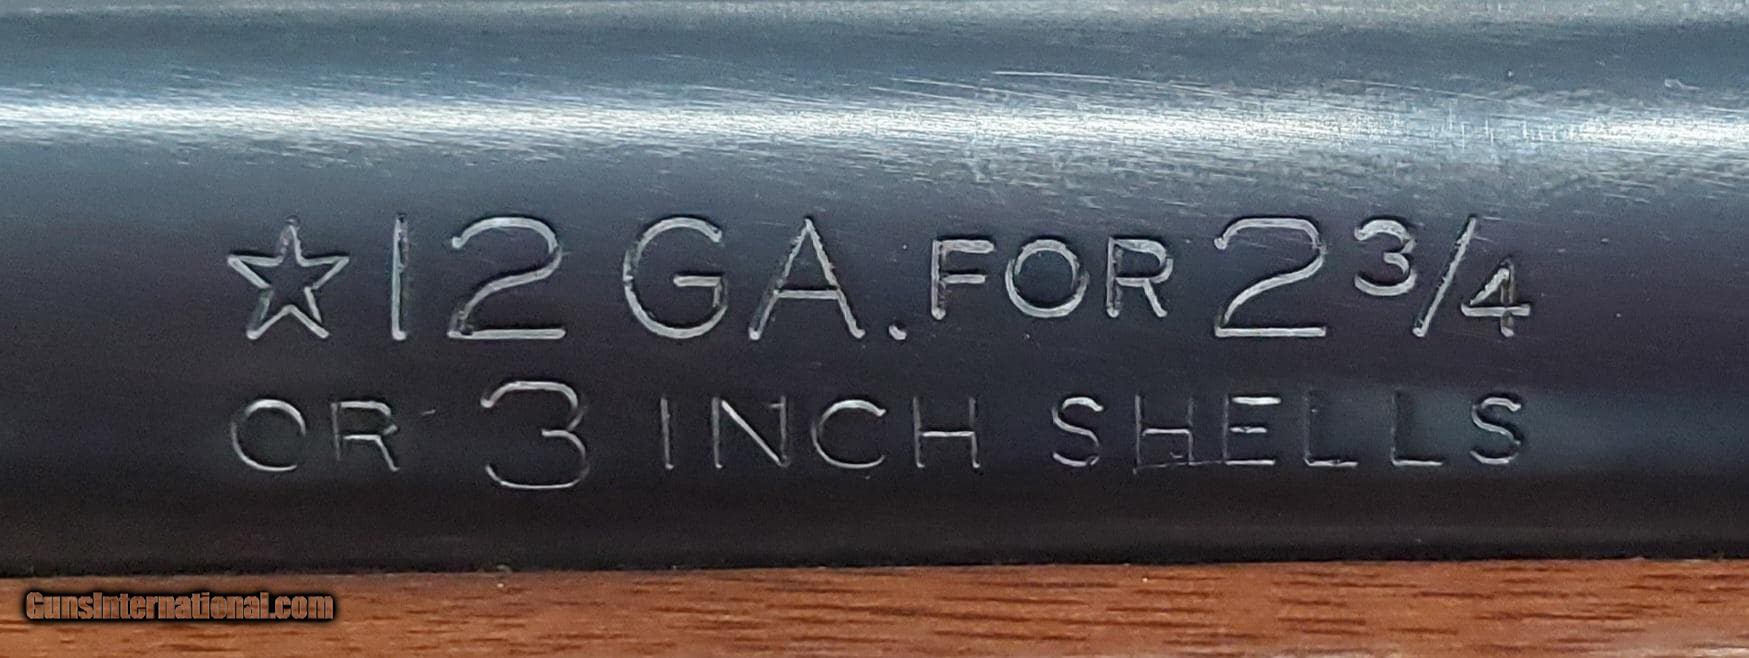 ☆12 GA. FOR 2 3/4
OR 3 INCH SHELLS
GunsInternational.com